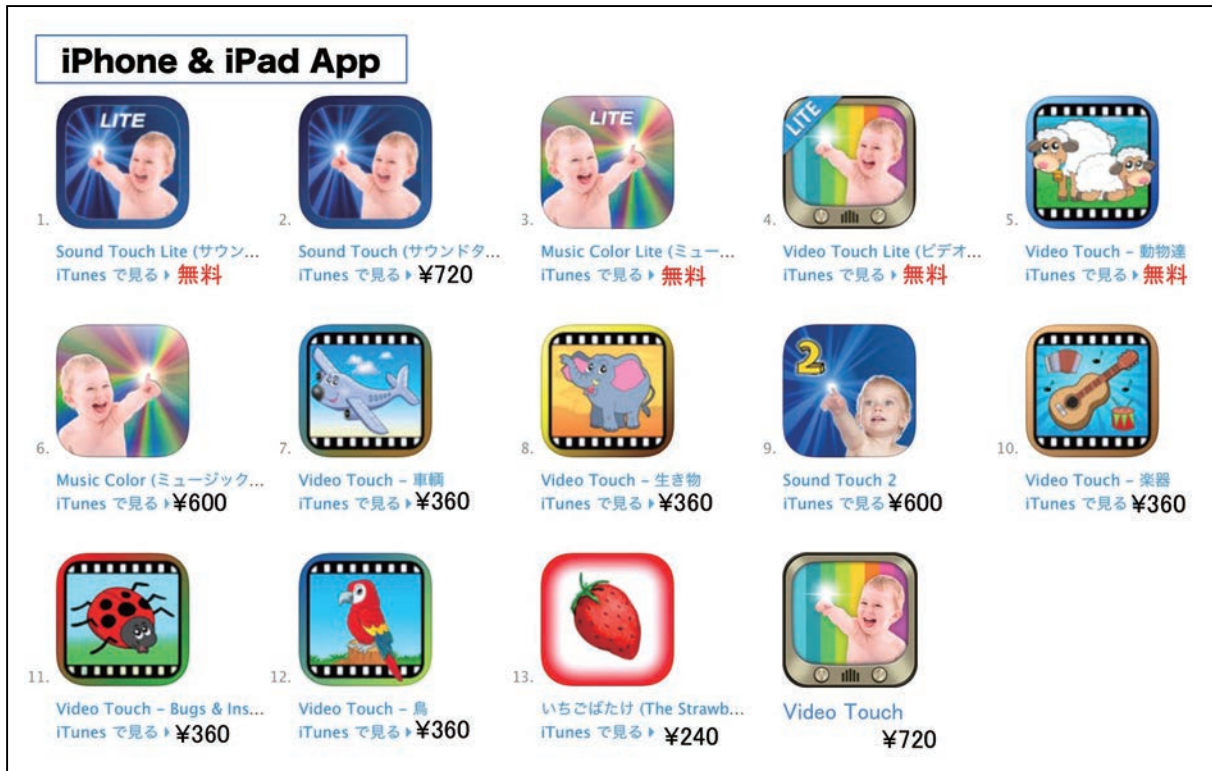 iPhone & iPad App
LITE
LITE
LITE
1.
2.
3.
4.
5.
Sound Touch Lite (サウン...
Sound Touch (サウンドタ...
Music Color Lite (ミュー...
Video Touch Lite (ビデオ...
Video Touch – 動物達
iTunes で見る ▸ 無料
iTunes で見る ▸ ¥720
iTunes で見る ▸ 無料
iTunes で見る ▸ 無料
iTunes で見る ▸ 無料
2
6.
7.
8.
9.
10.
Music Color (ミュージック...
Video Touch – 車輌
Video Touch – 生き物
Sound Touch 2
Video Touch – 楽器
iTunes で見る ▸ ¥600
iTunes で見る ▸ ¥360
iTunes で見る ▸ ¥360
iTunes で見る ¥600
iTunes で見る ¥360
11.
12.
13.
Video Touch – Bugs & Ins...
Video Touch – 鳥
いちごばたけ (The Strawb...
Video Touch
iTunes で見る ▸ ¥360
iTunes で見る ▸ ¥360
iTunes で見る ▸ ¥240
¥720